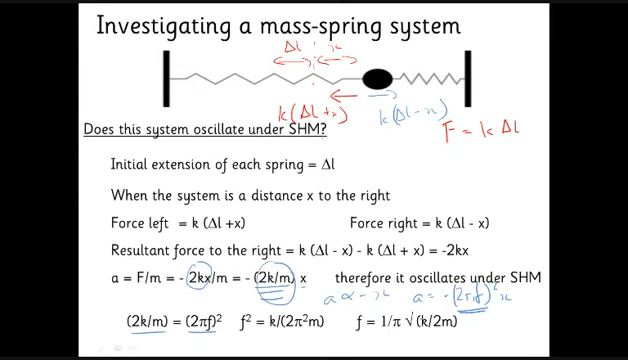 Investigating a mass-spring system
Δl x
k(Δl+x) k(Δl-x)
F = k Δl
Does this system oscillate under SHM?
Initial extension of each spring = Δl
When the system is a distance x to the right
Force left = k (Δl +x) Force right = k (Δl - x)
Resultant force to the right = k (Δl - x) - k (Δl + x) = -2kx
a = F/m = - 2kx/m = - (2k/m) x therefore it oscillates under SHM
a ∝ -x a = -(2πf)²x
(2k/m) = (2πf)² f² = k/(2π²m) f = 1/π √(k/2m)